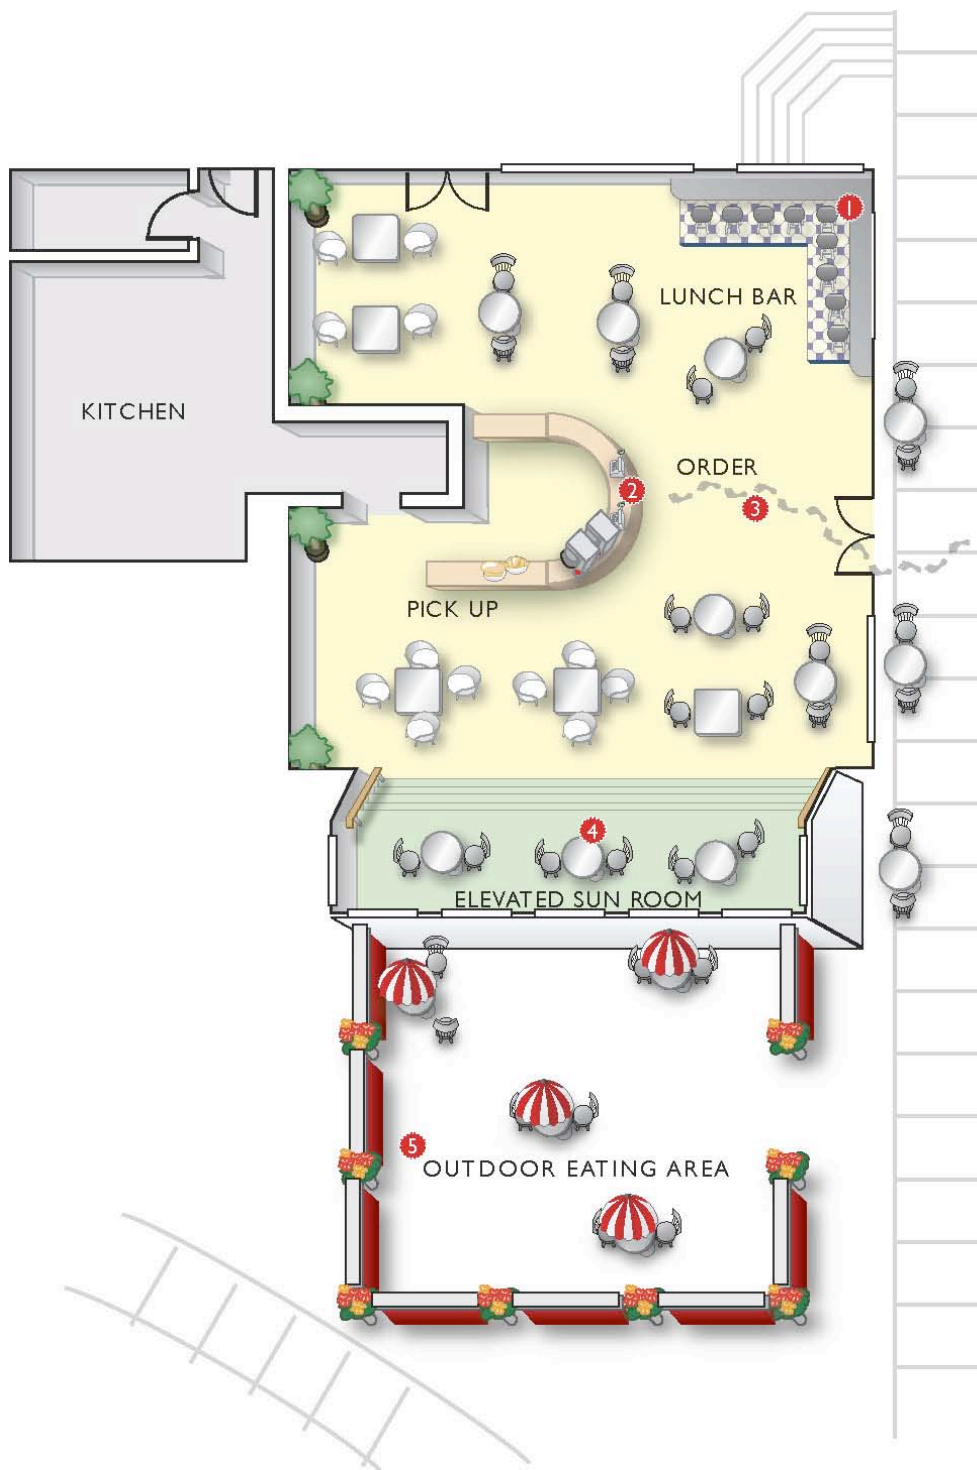 1
LUNCH BAR
KITCHEN
ORDER
2
3
PICK UP
4
ELEVATED SUN ROOM
5
OUTDOOR EATING AREA